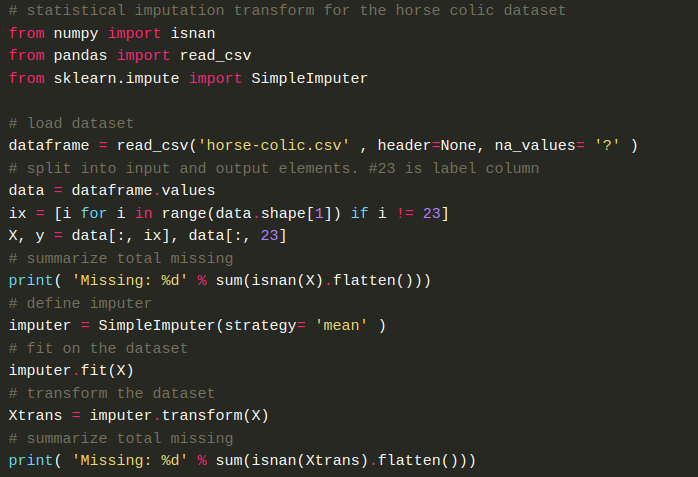 # statistical imputation transform for the horse colic dataset
from numpy import isnan
from pandas import read_csv
from sklearn.impute import SimpleImputer
# load dataset
dataframe = read_csv('horse-colic.csv' , header=None, na_values= '?' )
# split into input and output elements. #23 is label column
data = dataframe.values
ix = [i for i in range(data.shape[1]) if i != 23]
X, y = data[:, ix], data[:, 23]
# summarize total missing
print( 'Missing: %d' % sum(isnan(X).flatten()))
# define imputer
imputer = SimpleImputer(strategy= 'mean' )
# fit on the dataset
imputer.fit(X)
# transform the dataset
Xtrans = imputer.transform(X)
# summarize total missing
print( 'Missing: %d' % sum(isnan(Xtrans).flatten()))